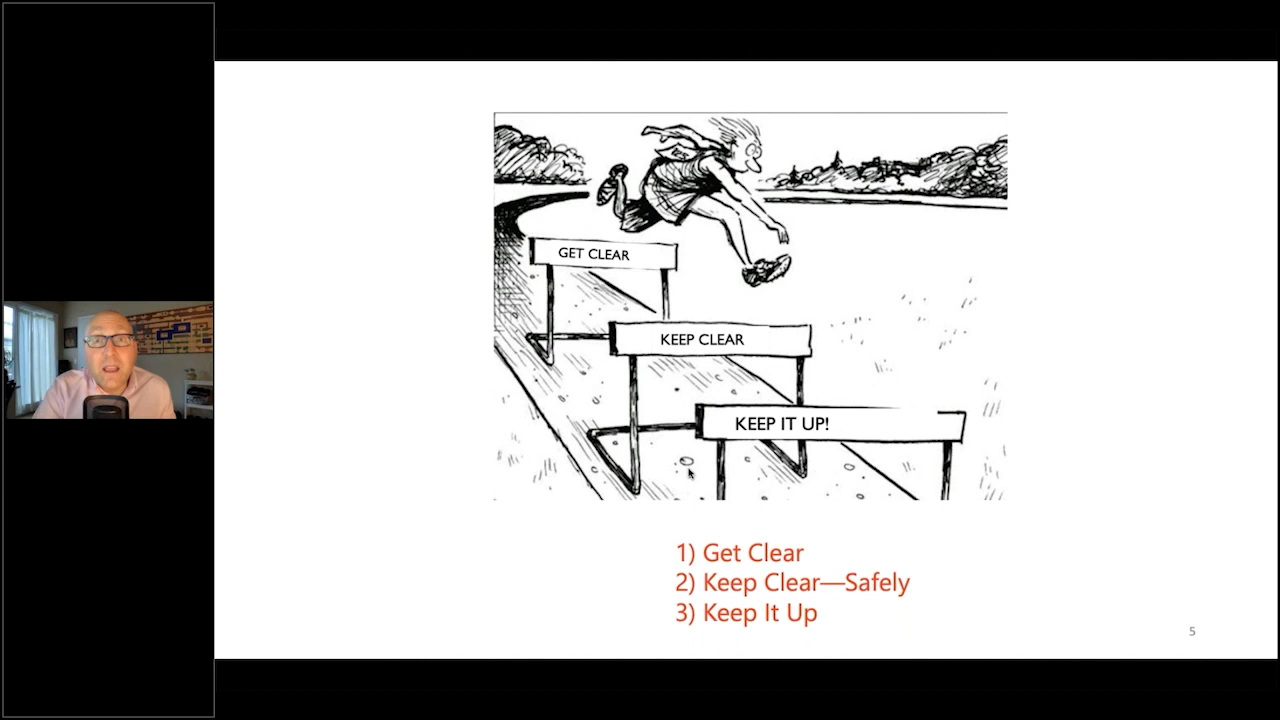 GET CLEAR
KEEP CLEAR
KEEP IT UP!
1) Get Clear
2) Keep Clear—Safely
3) Keep It Up
5